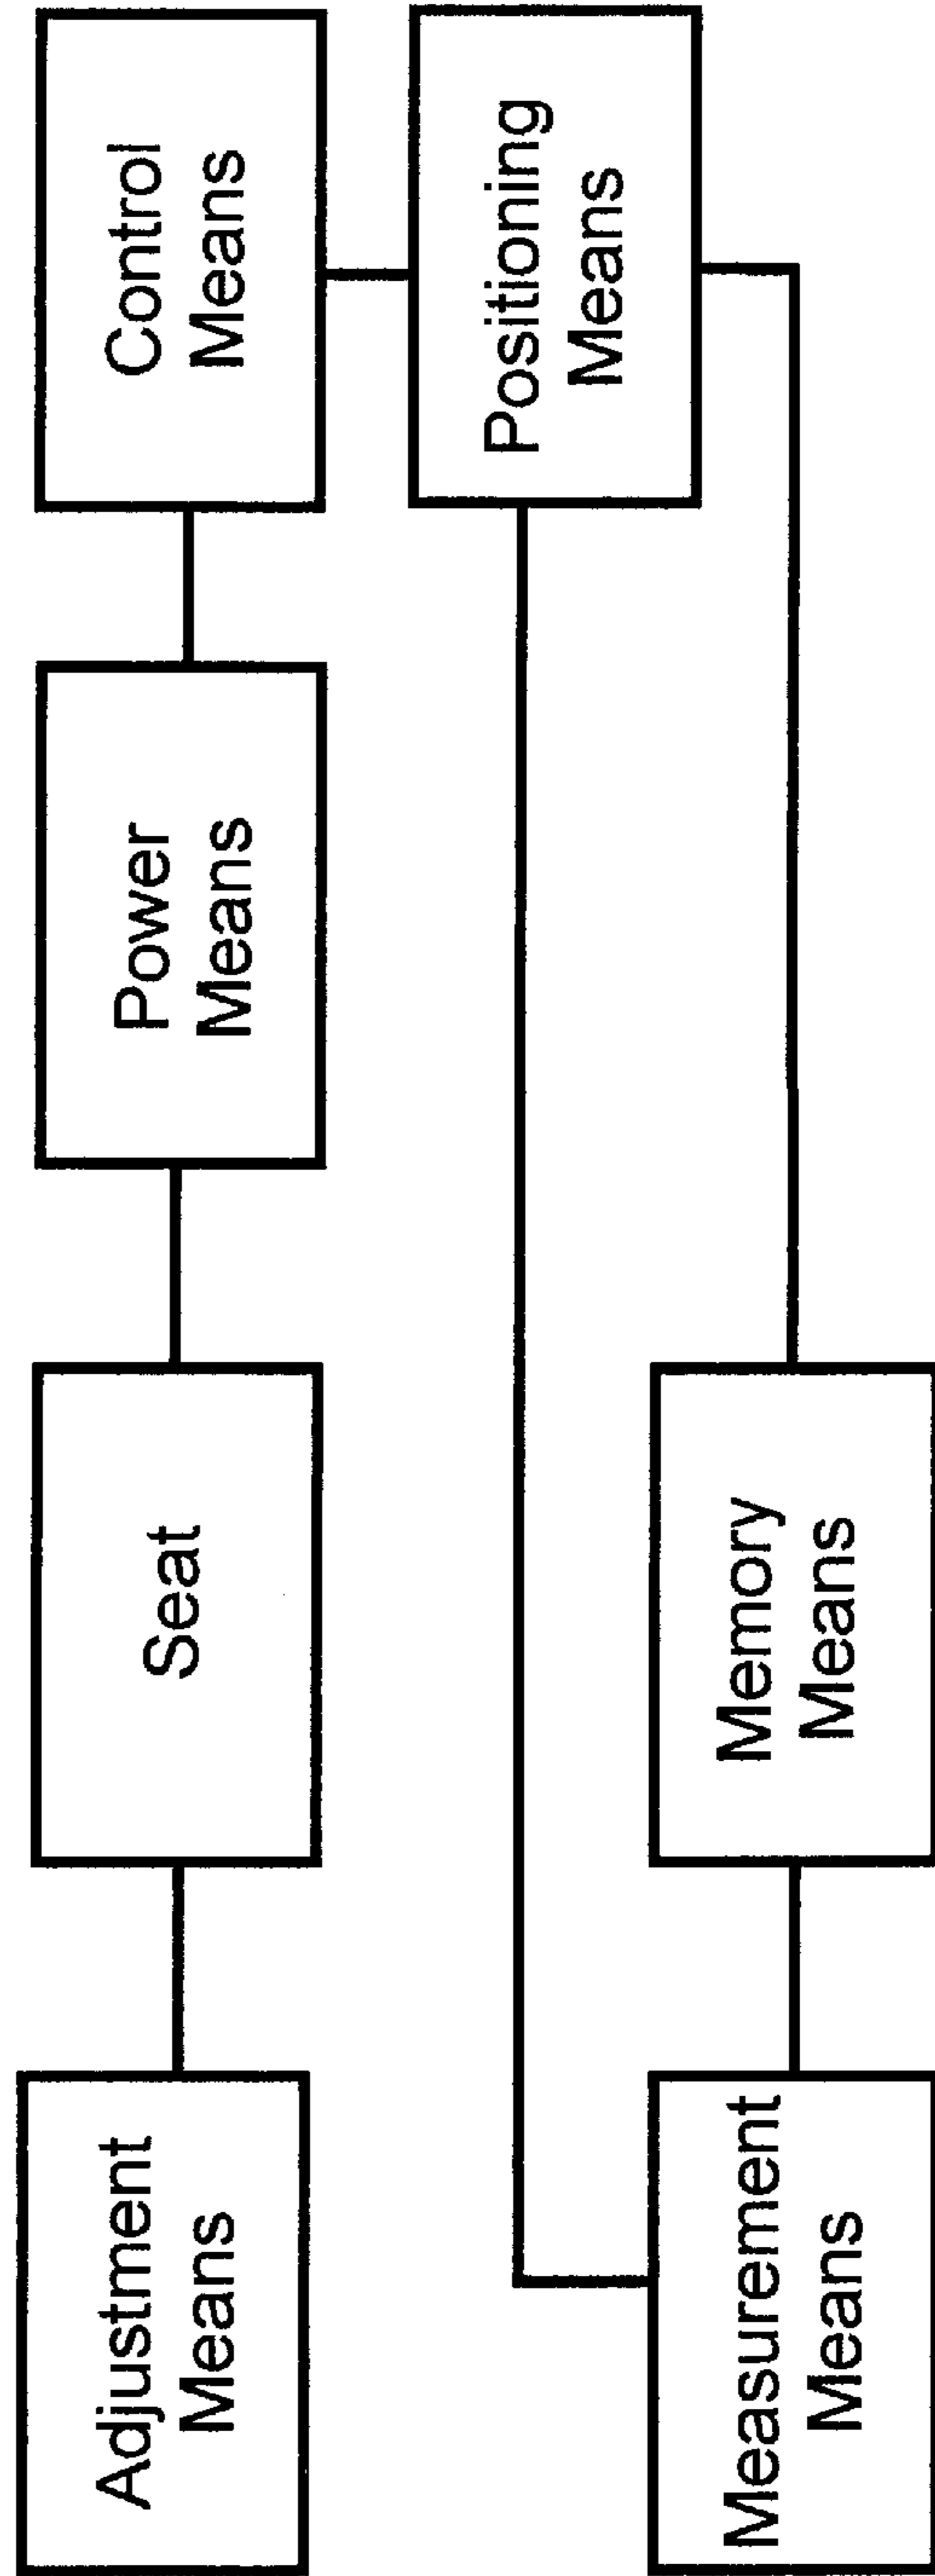 Adjustment
Means
Seat
Power
Means
Control
Means
Positioning
Means
Measurement
Means
Memory
Means